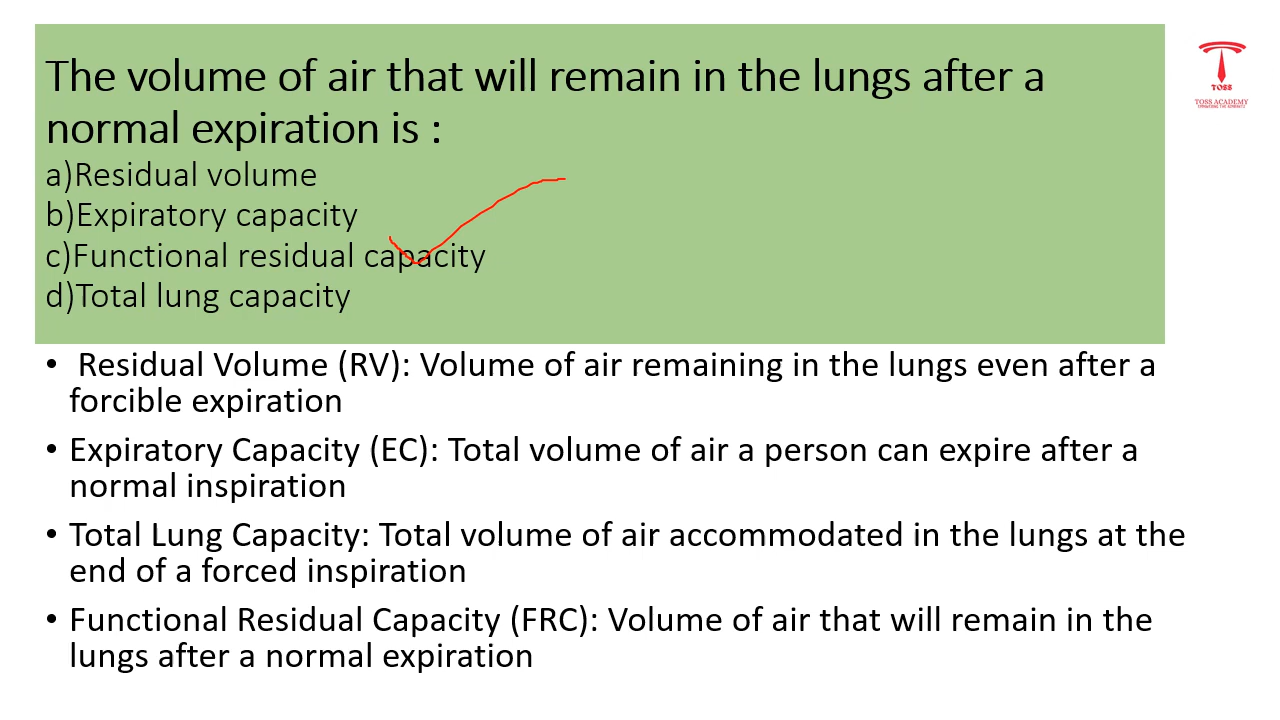 The volume of air that will remain in the lungs after a
normal expiration is :
a)Residual volume
b)Expiratory capacity
c)Functional residual capacity
d)Total lung capacity
TOSS
TOSS ACADEMY
• Residual Volume (RV): Volume of air remaining in the lungs even after a
forcible expiration
• Expiratory Capacity (EC): Total volume of air a person can expire after a
normal inspiration
• Total Lung Capacity: Total volume of air accommodated in the lungs at the
end of a forced inspiration
• Functional Residual Capacity (FRC): Volume of air that will remain in the
lungs after a normal expiration